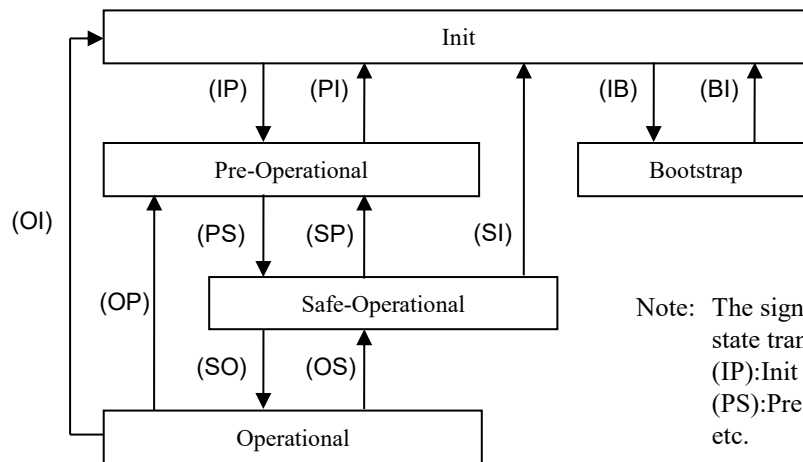 Init
(IP)
(PI)
(IB)
(BI)
Pre-Operational
Bootstrap
(OI)
(PS)
(SP)
(SI)
(OP)
Safe-Operational
Note: The sign
state tran
(IP):Init
(PS):Pre
etc.
(SO)
(OS)
Operational